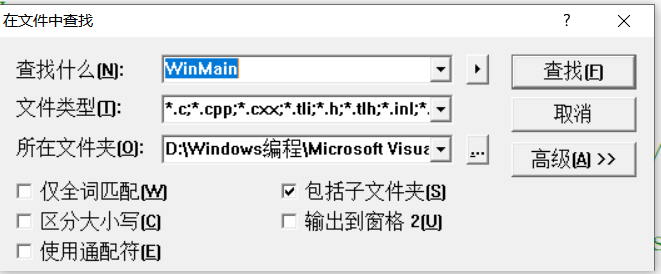 在文件中查找 ? ×
查找什么(N): WinMain 查找(F)
文件类型(T): *.c;*.cpp;*.cxx;*.tli;*.h;*.tlh;*.inl;*. 取消
所在文件夹(O): D:\Windows编程\Microsoft Visua ... 高级(A) >>
仅全词匹配(W) 包括子文件夹(S)
区分大小写(C) 输出到窗格 2(U)
使用通配符(E)